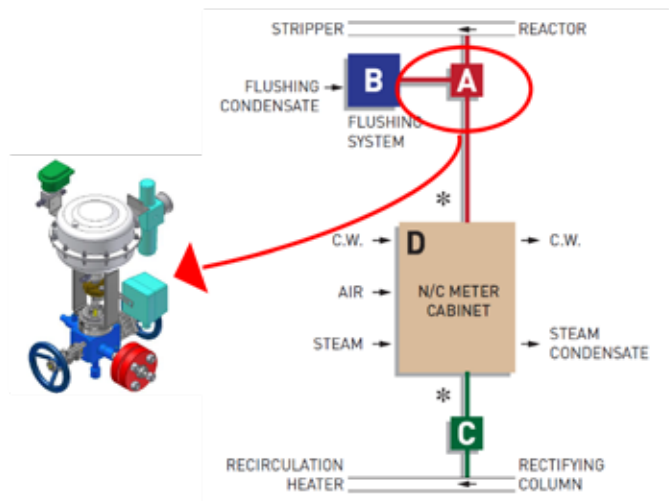 STRIPPER
REACTOR
B
A
FLUSHING
CONDENSATE
FLUSHING
SYSTEM
*
C.W.
D
C.W.
AIR
N/C METER
CABINET
STEAM
STEAM
CONDENSATE
*
C
RECIRCULATION
HEATER
RECTIFYING
COLUMN